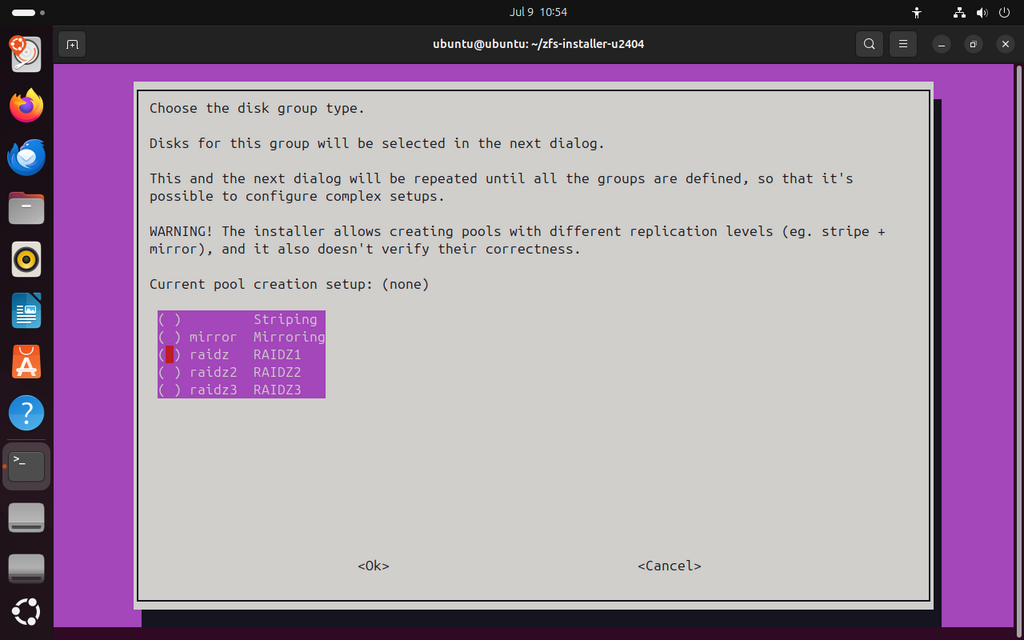 Jul 9 10:54
ubuntu@ubuntu: ~/zfs-installer-u2404
Choose the disk group type.
Disks for this group will be selected in the next dialog.
This and the next dialog will be repeated until all the groups are defined, so that it's
possible to configure complex setups.
WARNING! The installer allows creating pools with different replication levels (eg. stripe +
mirror), and it also doesn't verify their correctness.
Current pool creation setup: (none)
( )         Striping
( ) mirror  Mirroring
( ) raidz   RAIDZ1
( ) raidz2  RAIDZ2
( ) raidz3  RAIDZ3
<Ok>    <Cancel>